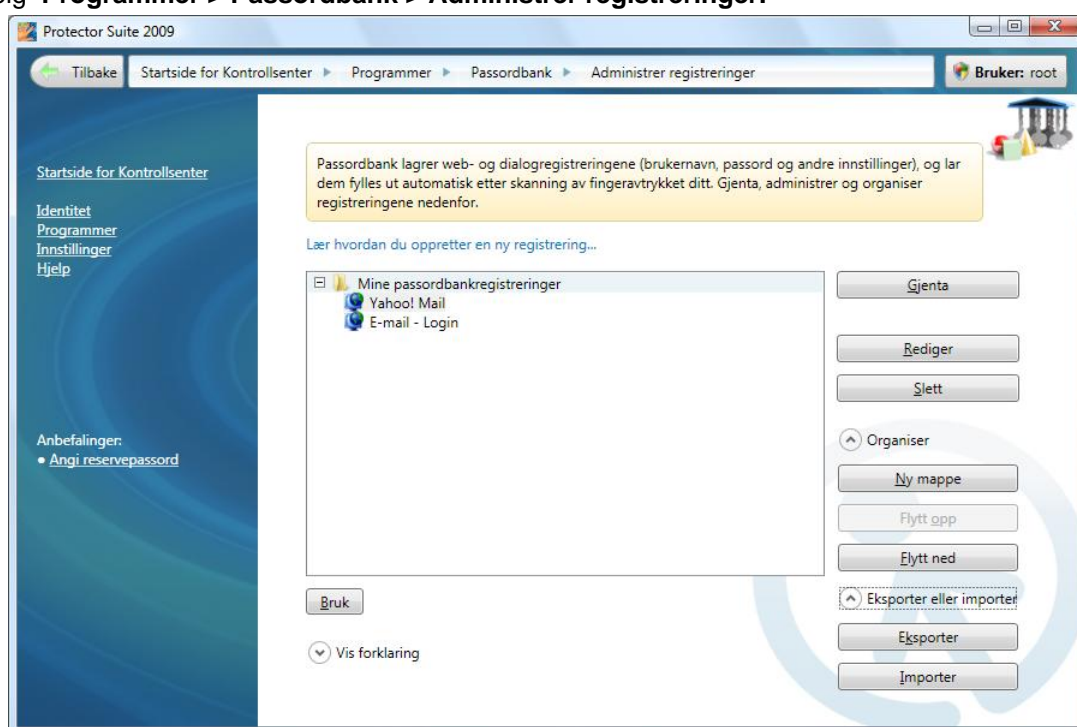 Programmer > Passordbank > Administrer registreringer.
Protector Suite 2009
Tilbake Startside for Kontrollsenter Programmer Passordbank Administrer registreringer Bruker: root
Startside for Kontrollsenter
Identitet
Programmer
Innstillinger
Hjelp
Anbefalinger:
• Angi reservepassord
Passordbank lagrer web- og dialogregistreringene (brukernavn, passord og andre innstillinger), og lar
dem fylles ut automatisk etter skanning av fingeravtrykket ditt. Gjenta, administrer og organiser
registreringene nedenfor.
Lær hvordan du oppretter en ny registrering...
Mine passordbankregistreringer
Yahoo! Mail
E-mail - Login
Bruk
Vis forklaring
Gjenta
Rediger
Slett
Organiser
Ny mappe
Flytt opp
Flytt ned
Eksporter eller importer
Eksporter
Importer